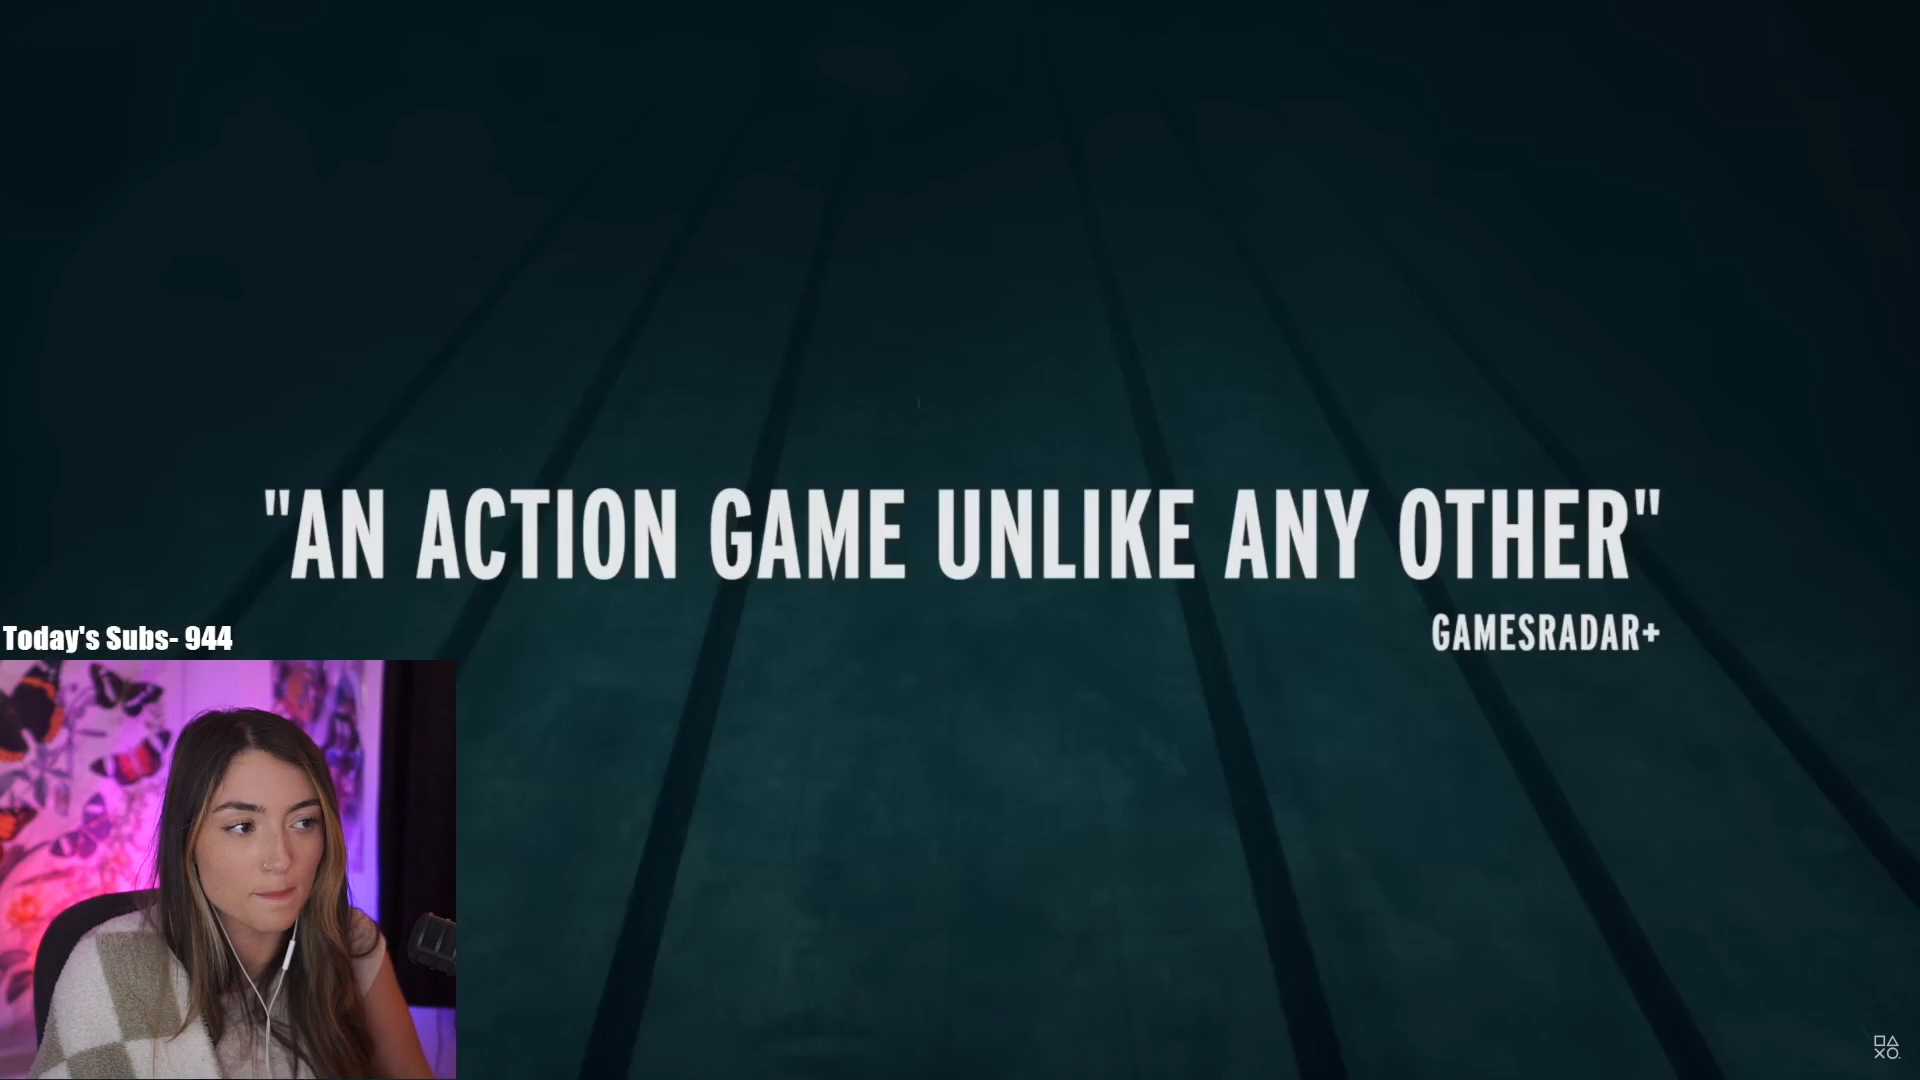 "AN ACTION GAME UNLIKE ANY OTHER"
GAMESRADAR+
Today's Subs- 944